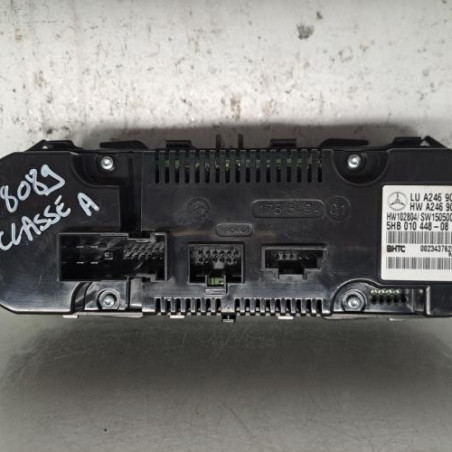 8089
CLASSE A
LU A246 90
HW A246 90
HW102804/ SW150500
5HB 010 448-08
BHTC